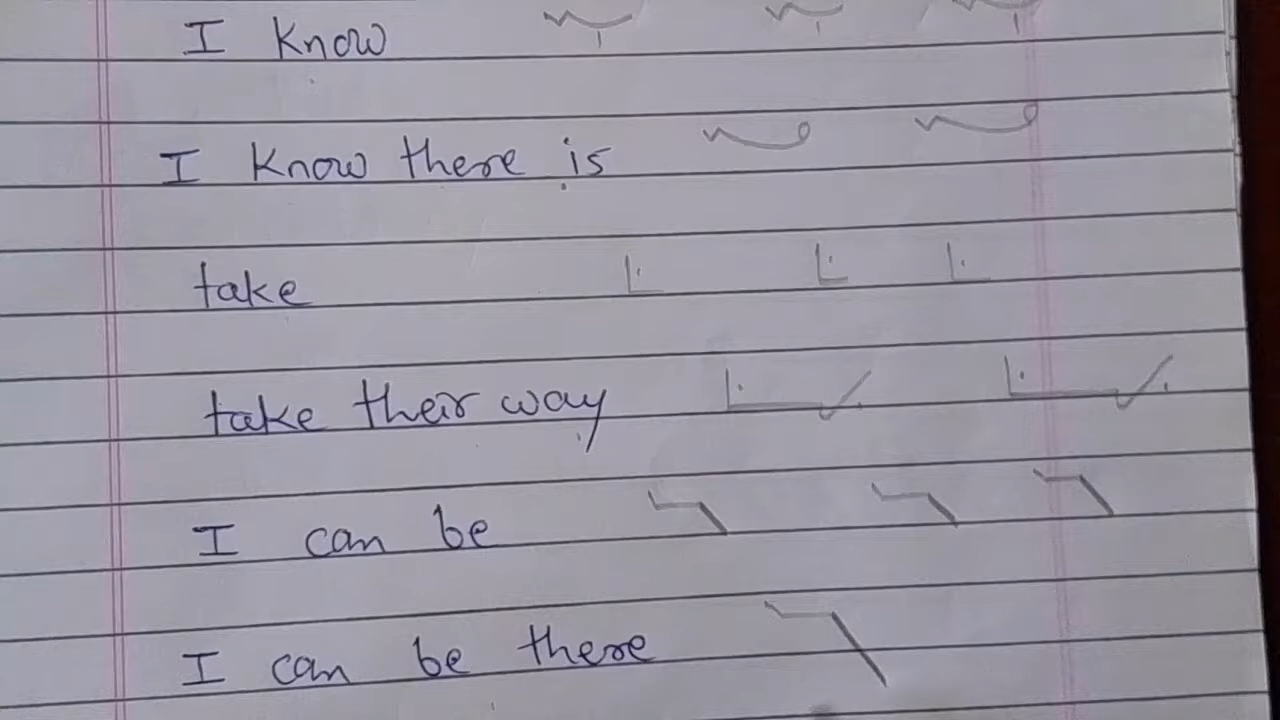 I know
I know there is
take
take their way
I can be
I can be there